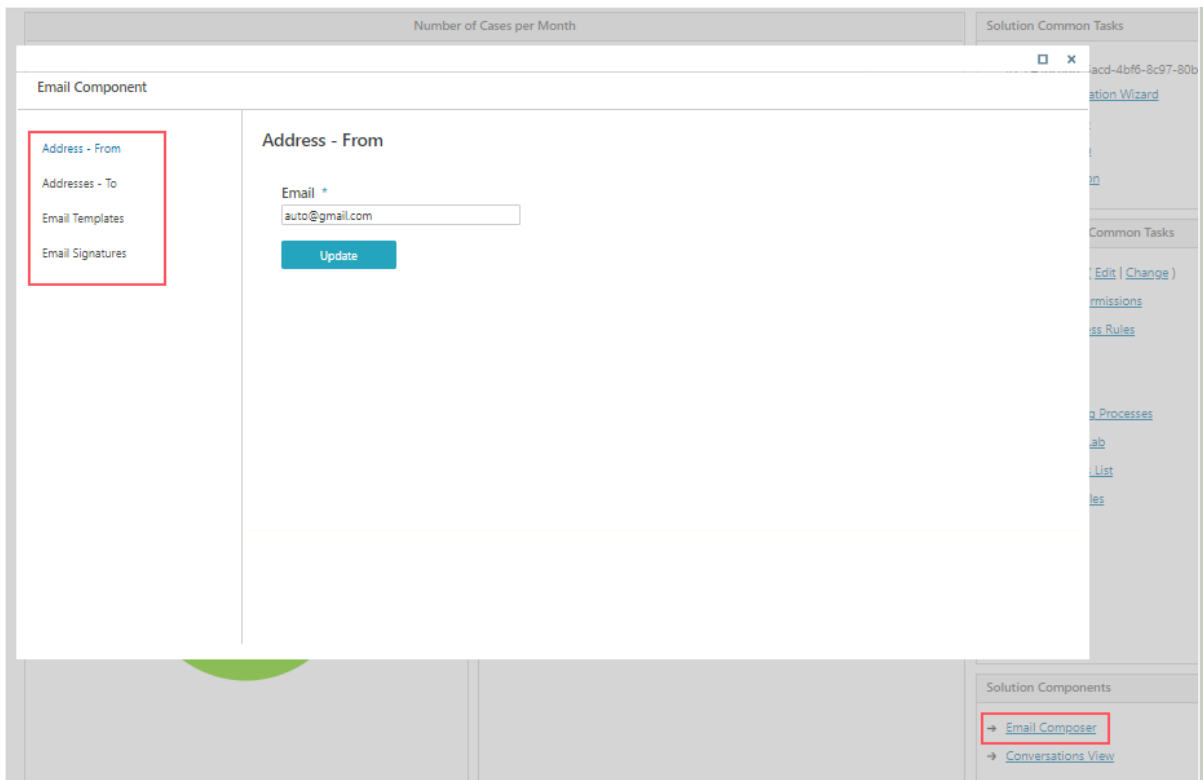 Number of Cases per Month
Solution Common Tasks
Email Component
Address - From
Addresses - To
Email Templates
Email Signatures
Address - From
Email *
auto@gmail.com
Update
acd-4bf6-8c97-80b
ation Wizard
on
Common Tasks
( Edit | Change )
rmissions
ss Rules
g Processes
ab
List
les
Solution Components
→ Email Composer
→ Conversations View